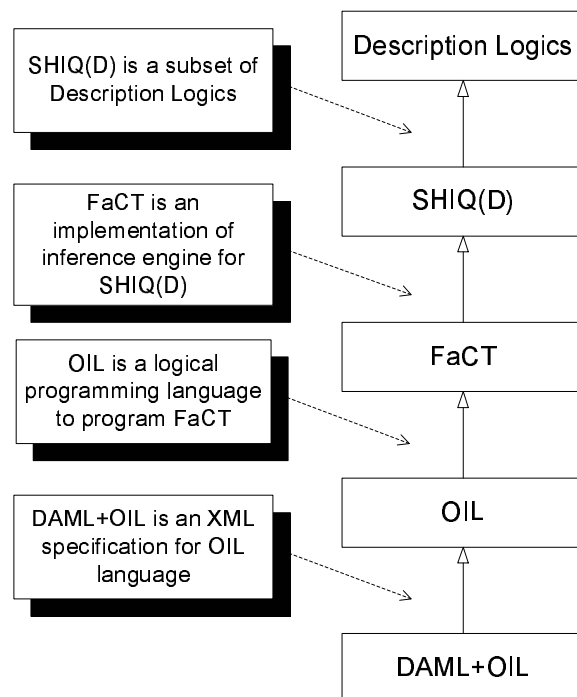 SHIQ(D) is a subset of
Description Logics
Description Logics
SHIQ(D)
FaCT is an
implementation of
inference engine for
SHIQ(D)
FaCT
OIL is a logical
programming language
to program FaCT
OIL
DAML+OIL is an XML
specification for OIL
language
DAML+OIL